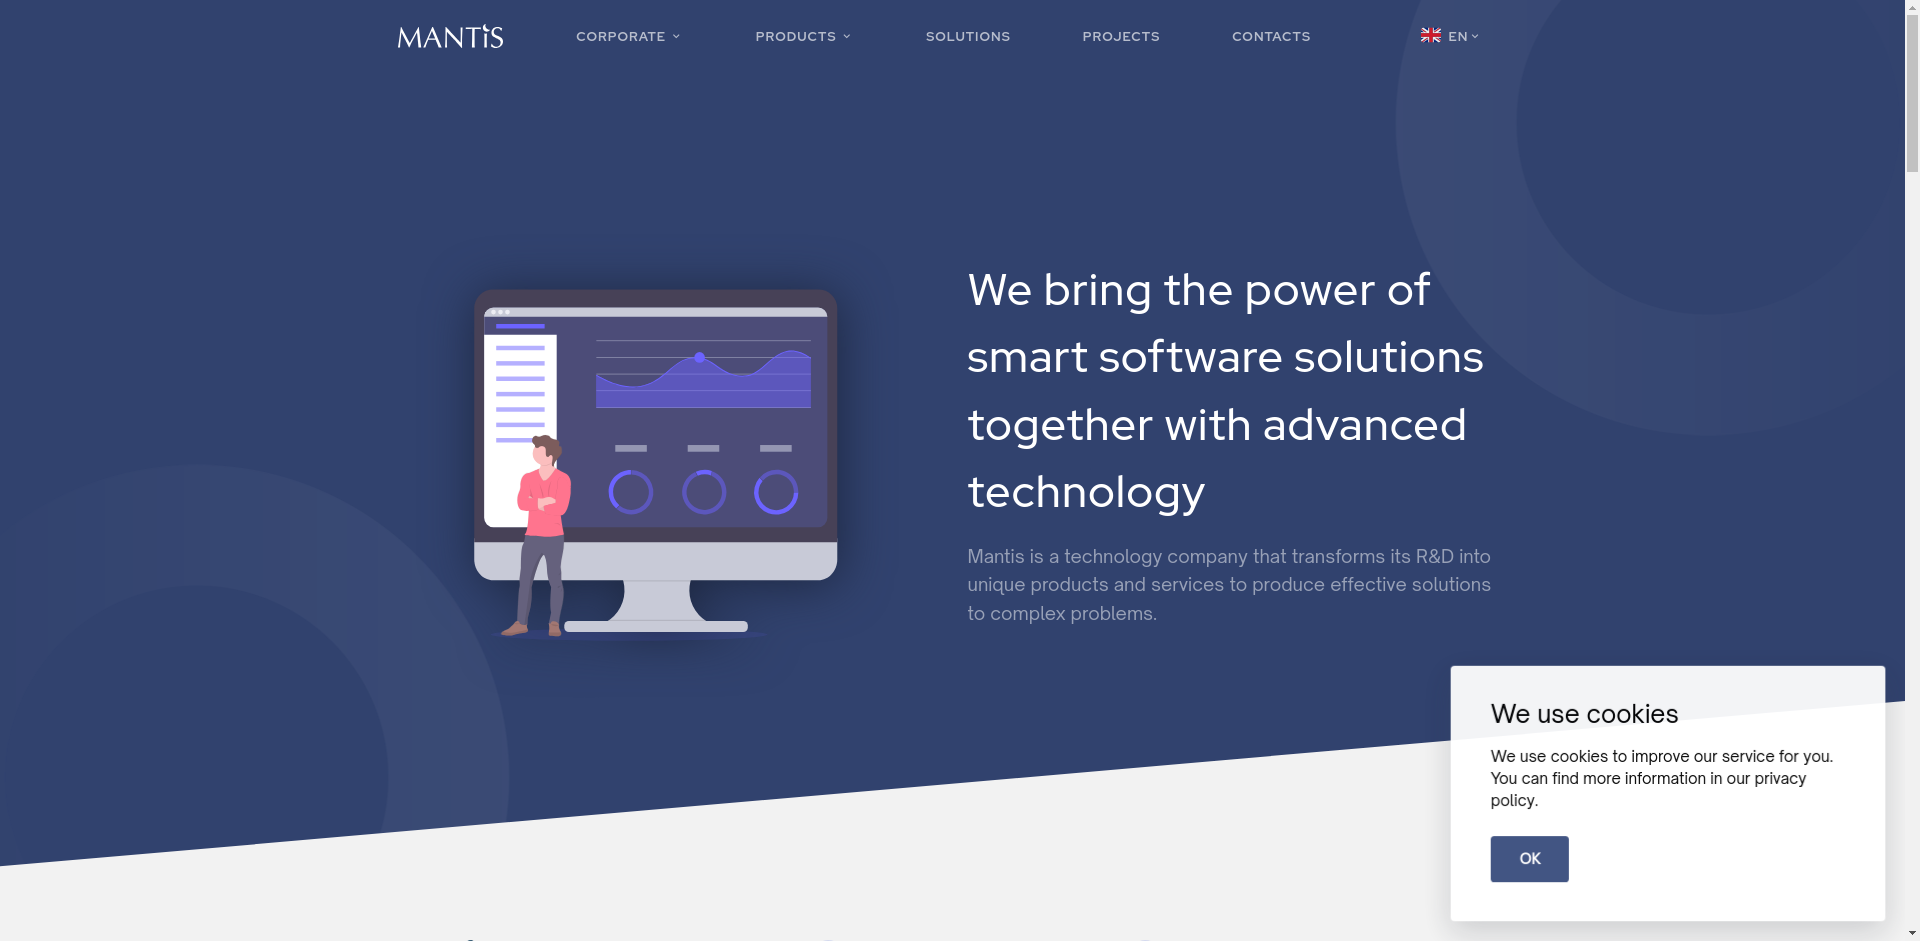 MANTIS
CORPORATE
PRODUCTS
SOLUTIONS
PROJECTS
CONTACTS
EN
We bring the power of
smart software solutions
together with advanced
technology
Mantis is a technology company that transforms its R&D into
unique products and services to produce effective solutions
to complex problems.
We use cookies
We use cookies to improve our service for you.
You can find more information in our privacy
policy.
OK